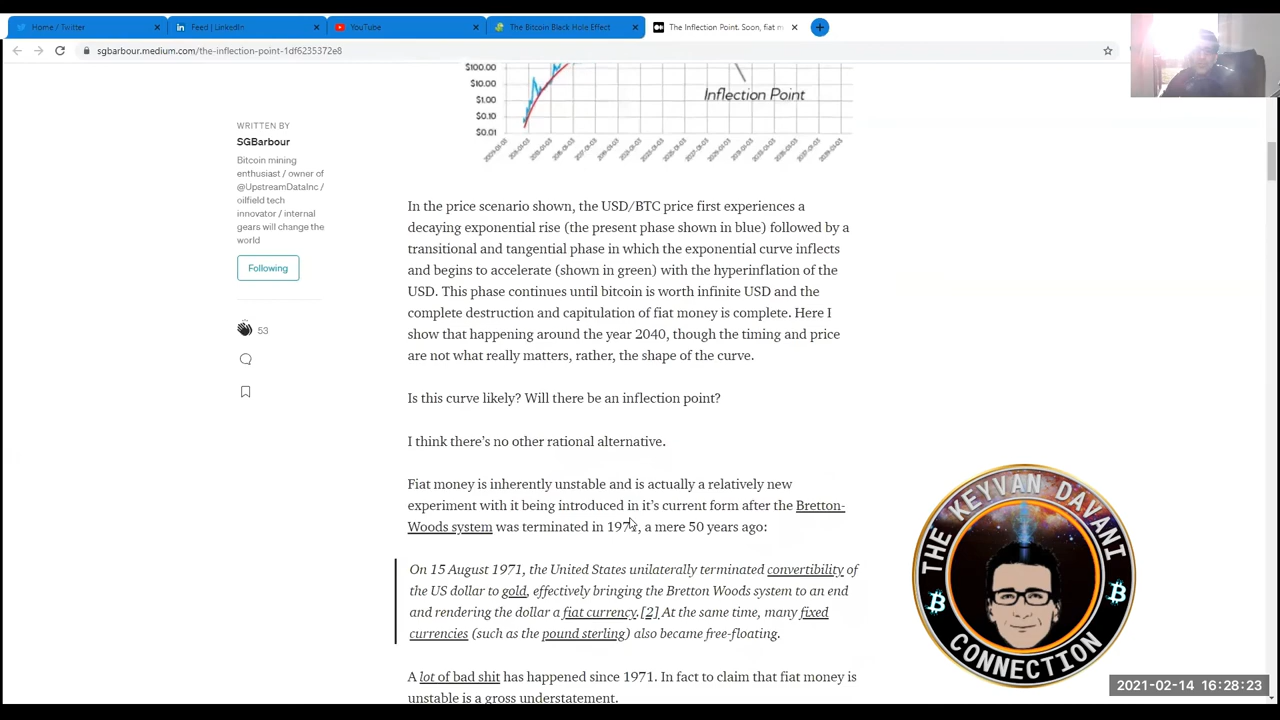 Home / Twitter
Feed | LinkedIn
YouTube
The Bitcoin Black Hole Effect
The Inflection Point. Soon, fiat m
sgbarbour.medium.com/the-inflection-point-1df6235372e8
$100.00
$10.00
$1.00
$0.10
$0.01
Inflection Point
WRITTEN BY
SGBarbour
Bitcoin mining
enthusiast / owner of
@UpstreamDataInc /
oilfield tech
innovator / internal
gears will change the
world
Following
53
In the price scenario shown, the USD/BTC price first experiences a
decaying exponential rise (the present phase shown in blue) followed by a
transitional and tangential phase in which the exponential curve inflects
and begins to accelerate (shown in green) with the hyperinflation of the
USD. This phase continues until bitcoin is worth infinite USD and the
complete destruction and capitulation of fiat money is complete. Here I
show that happening around the year 2040, though the timing and price
are not what really matters, rather, the shape of the curve.
Is this curve likely? Will there be an inflection point?
I think there's no other rational alternative.
Fiat money is inherently unstable and is actually a relatively new
experiment with it being introduced in it's current form after the Bretton-
Woods system was terminated in 1971, a mere 50 years ago:
On 15 August 1971, the United States unilaterally terminated convertibility of
the US dollar to gold, effectively bringing the Bretton Woods system to an end
and rendering the dollar a fiat currency.[2] At the same time, many fixed
currencies (such as the pound sterling) also became free-floating.
A lot of bad shit has happened since 1971. In fact to claim that fiat money is
unstable is a gross understatement.
THE KEYVAN DAVANI
CONNECTION
2021-02-14 16:28:23